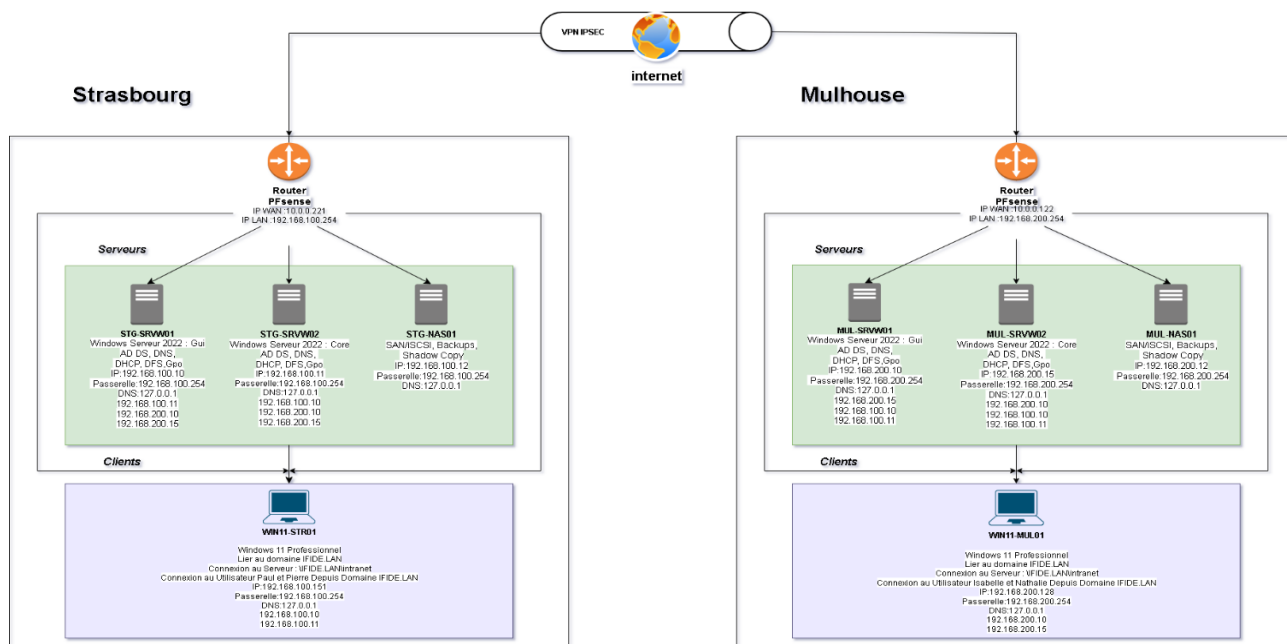 VPN IPSEC
internet
Strasbourg
Router
PFsense
IP WAN :10.0.0.221
IP LAN :192.168.100.254
Serveurs
STG-SRVW01
Windows Serveur 2022 : Gui
AD DS, DNS,
DHCP, DFS,Gpo
IP:192.168.100.10
Passerelle:192.168.100.254
DNS:127.0.0.1
192.168.100.11
192.168.200.10
192.168.200.15
STG-SRVW02
Windows Serveur 2022 : Core
AD DS, DNS,
DHCP, DFS,Gpo
IP:192.168.100.11
Passerelle:192.168.100.254
DNS:127.0.0.1
192.168.100.10
192.168.200.10
192.168.200.15
STG-NAS01
SAN/ISCSI, Backups,
Shadow Copy
IP:192.168.100.12
Passerelle:192.168.100.254
DNS:127.0.0.1
Clients
WIN11-STR01
Windows 11 Professionnel
Lier au domaine IFIDE.LAN
Connexion au Serveur : \IFIDE.LAN\intranet
Connexion au Utilisateur Paul et Pierre Depuis Domaine IFIDE.LAN
IP:192.168.100.151
Passerelle:192.168.100.254
DNS:127.0.0.1
192.168.100.10
192.168.100.11
Mulhouse
Router
PFsense
IP WAN :10.0.0.122
IP LAN :192.168.200.254
Serveurs
MUL-SRVW01
Windows Serveur 2022 : Gui
AD DS, DNS,
DHCP, DFS,Gpo
IP:192.168.200.10
Passerelle:192.168.200.254
DNS:127.0.0.1
192.168.200.15
192.168.100.10
192.168.100.11
MUL-SRVW02
Windows Serveur 2022 : Core
AD DS, DNS,
DHCP, DFS,Gpo
IP:192.168.200.15
Passerelle:192.168.200.254
DNS:127.0.0.1
192.168.200.10
192.168.100.10
192.168.100.11
MUL-NAS01
SAN/ISCSI, Backups,
Shadow Copy
IP:192.168.200.12
Passerelle:192.168.200.254
DNS:127.0.0.1
Clients
WIN11-MUL01
Windows 11 Professionnel
Lier au domaine IFIDE.LAN
Connexion au Serveur : \IFIDE.LAN\intranet
Connexion au Utilisateur Isabelle et Nathalie Depuis Domaine IFIDE.LAN
IP:192.168.200.128
Passerelle:192.168.200.254
DNS:127.0.0.1
192.168.200.10
192.168.200.15